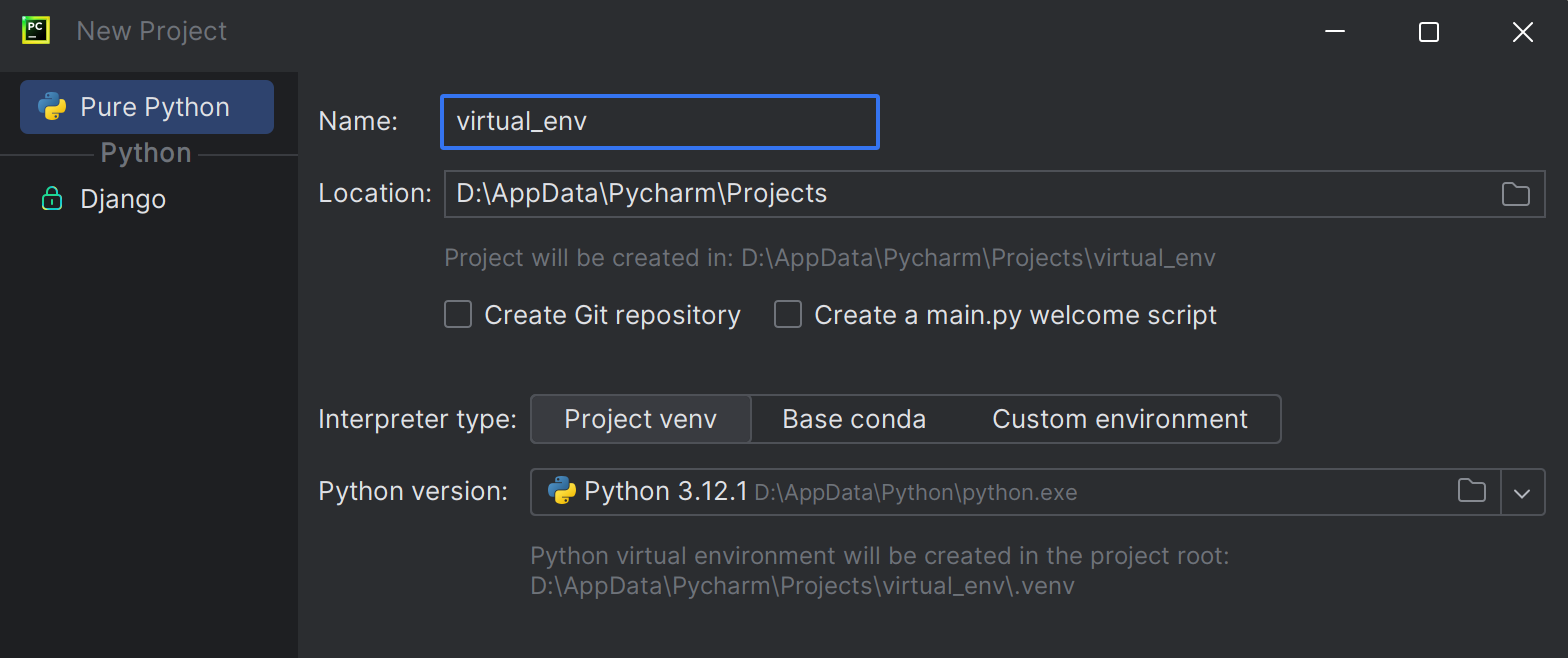 PC
New Project
Pure Python
Python
Django
Name: virtual_env
Location: D:\AppData\Pycharm\Projects
Project will be created in: D:\AppData\Pycharm\Projects\virtual_env
Create Git repository Create a main.py welcome script
Interpreter type: Project venv Base conda Custom environment
Python version: Python 3.12.1 D:\AppData\Python\python.exe
Python virtual environment will be created in the project root:
D:\AppData\Pycharm\Projects\virtual_env\.venv